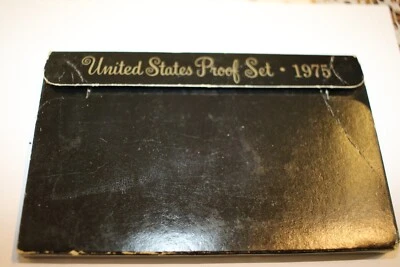 United States Proof Set · 1975